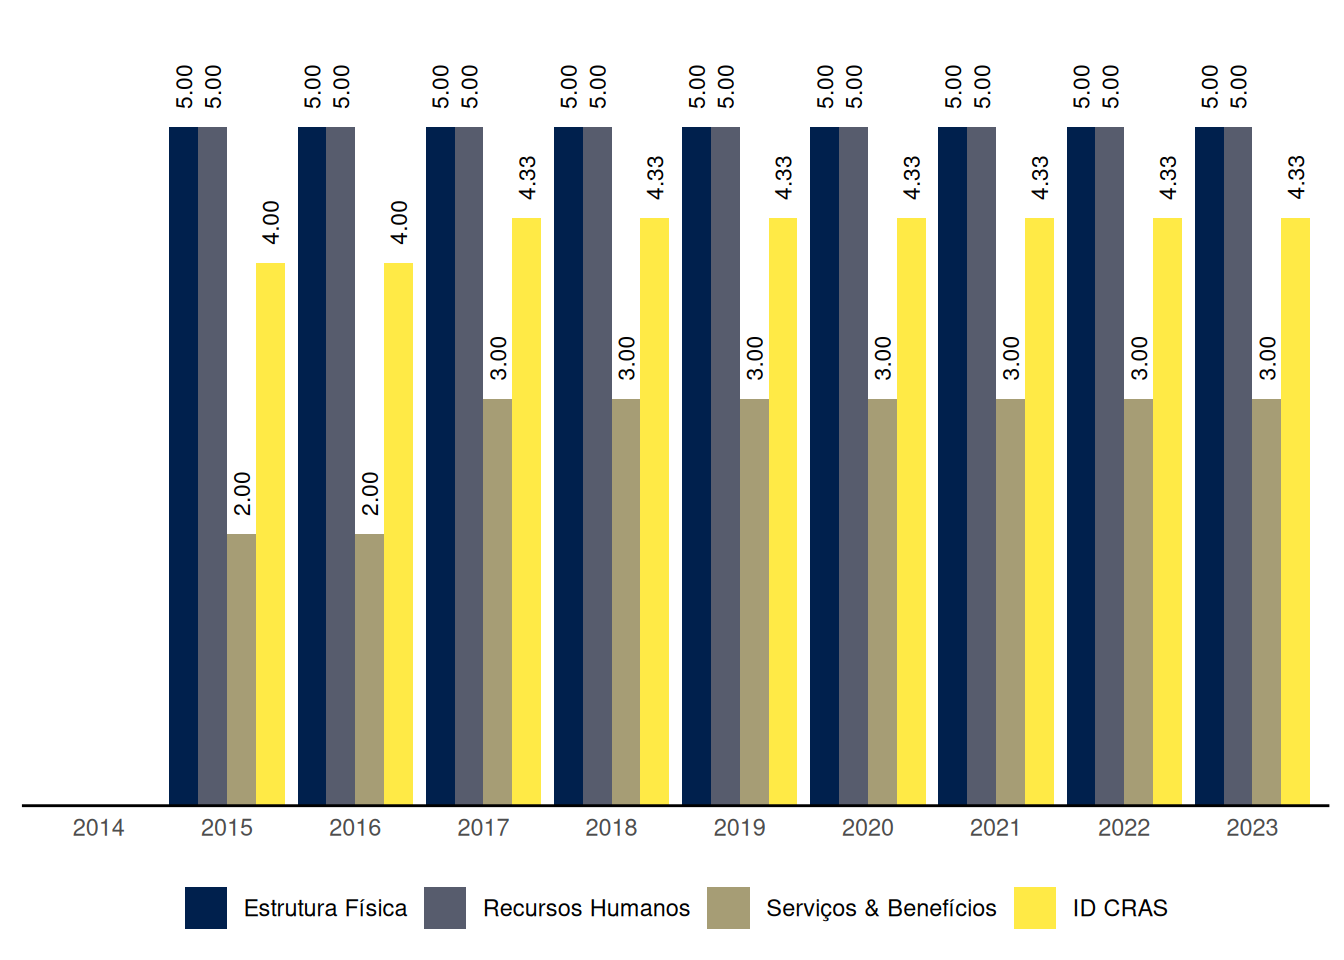 5.00 5.00 5.00 5.00 5.00 5.00 5.00 5.00 5.00 5.00 5.00 5.00 5.00 5.00 5.00 5.00 5.00 5.00
4.33 4.33 4.33 4.33 4.33 4.33 4.33
4.00 4.00
3.00 3.00 3.00 3.00 3.00 3.00 3.00
2.00 2.00
2014 2015 2016 2017 2018 2019 2020 2021 2022 2023
Estrutura Física Recursos Humanos Serviços & Benefícios ID CRAS